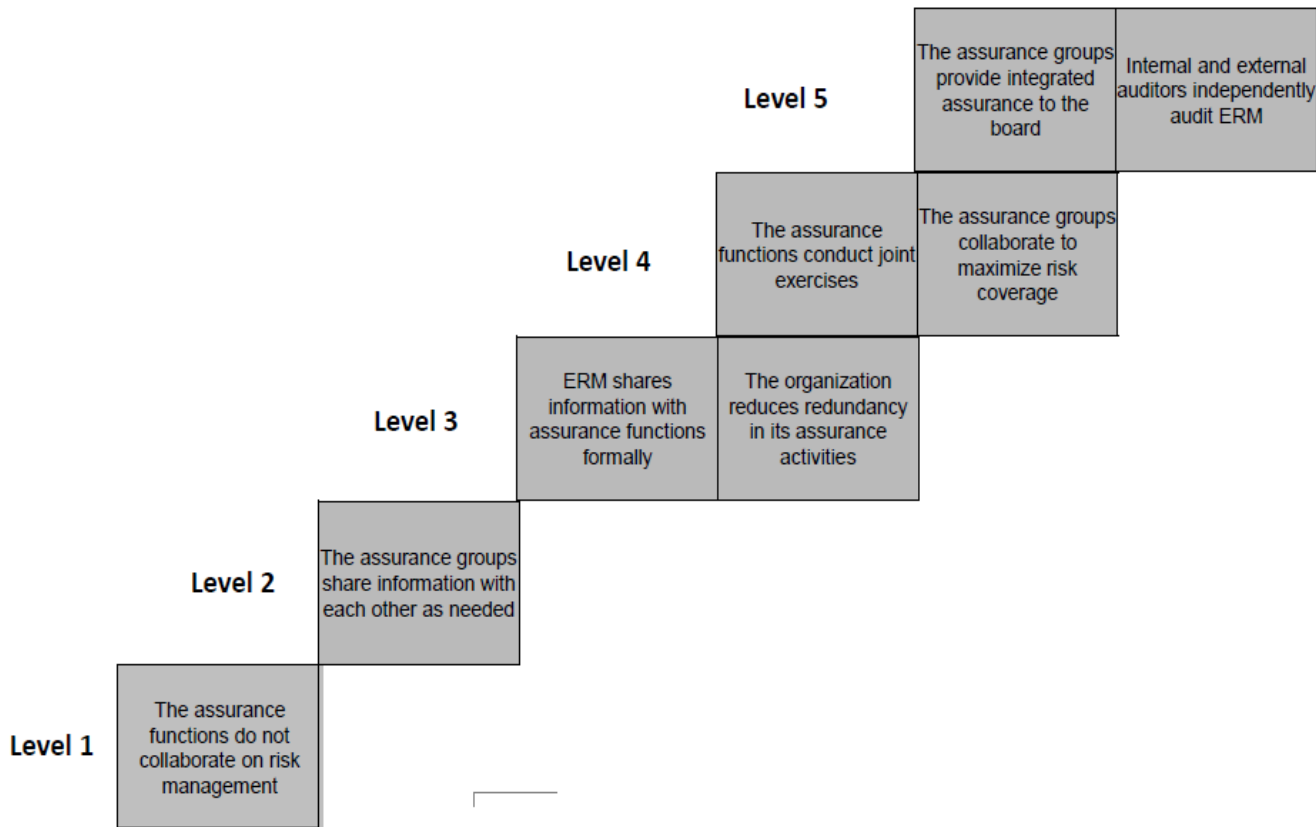 Level 5
The assurance groups
provide integrated
assurance to the
board
Internal and external
auditors independently
audit ERM
Level 4
The assurance
functions conduct joint
exercises
The assurance groups
collaborate to
maximize risk
coverage
Level 3
ERM shares
information with
assurance functions
formally
The organization
reduces redundancy
in its assurance
activities
Level 2
The assurance groups
share information with
each other as needed
Level 1
The assurance
functions do not
collaborate on risk
management